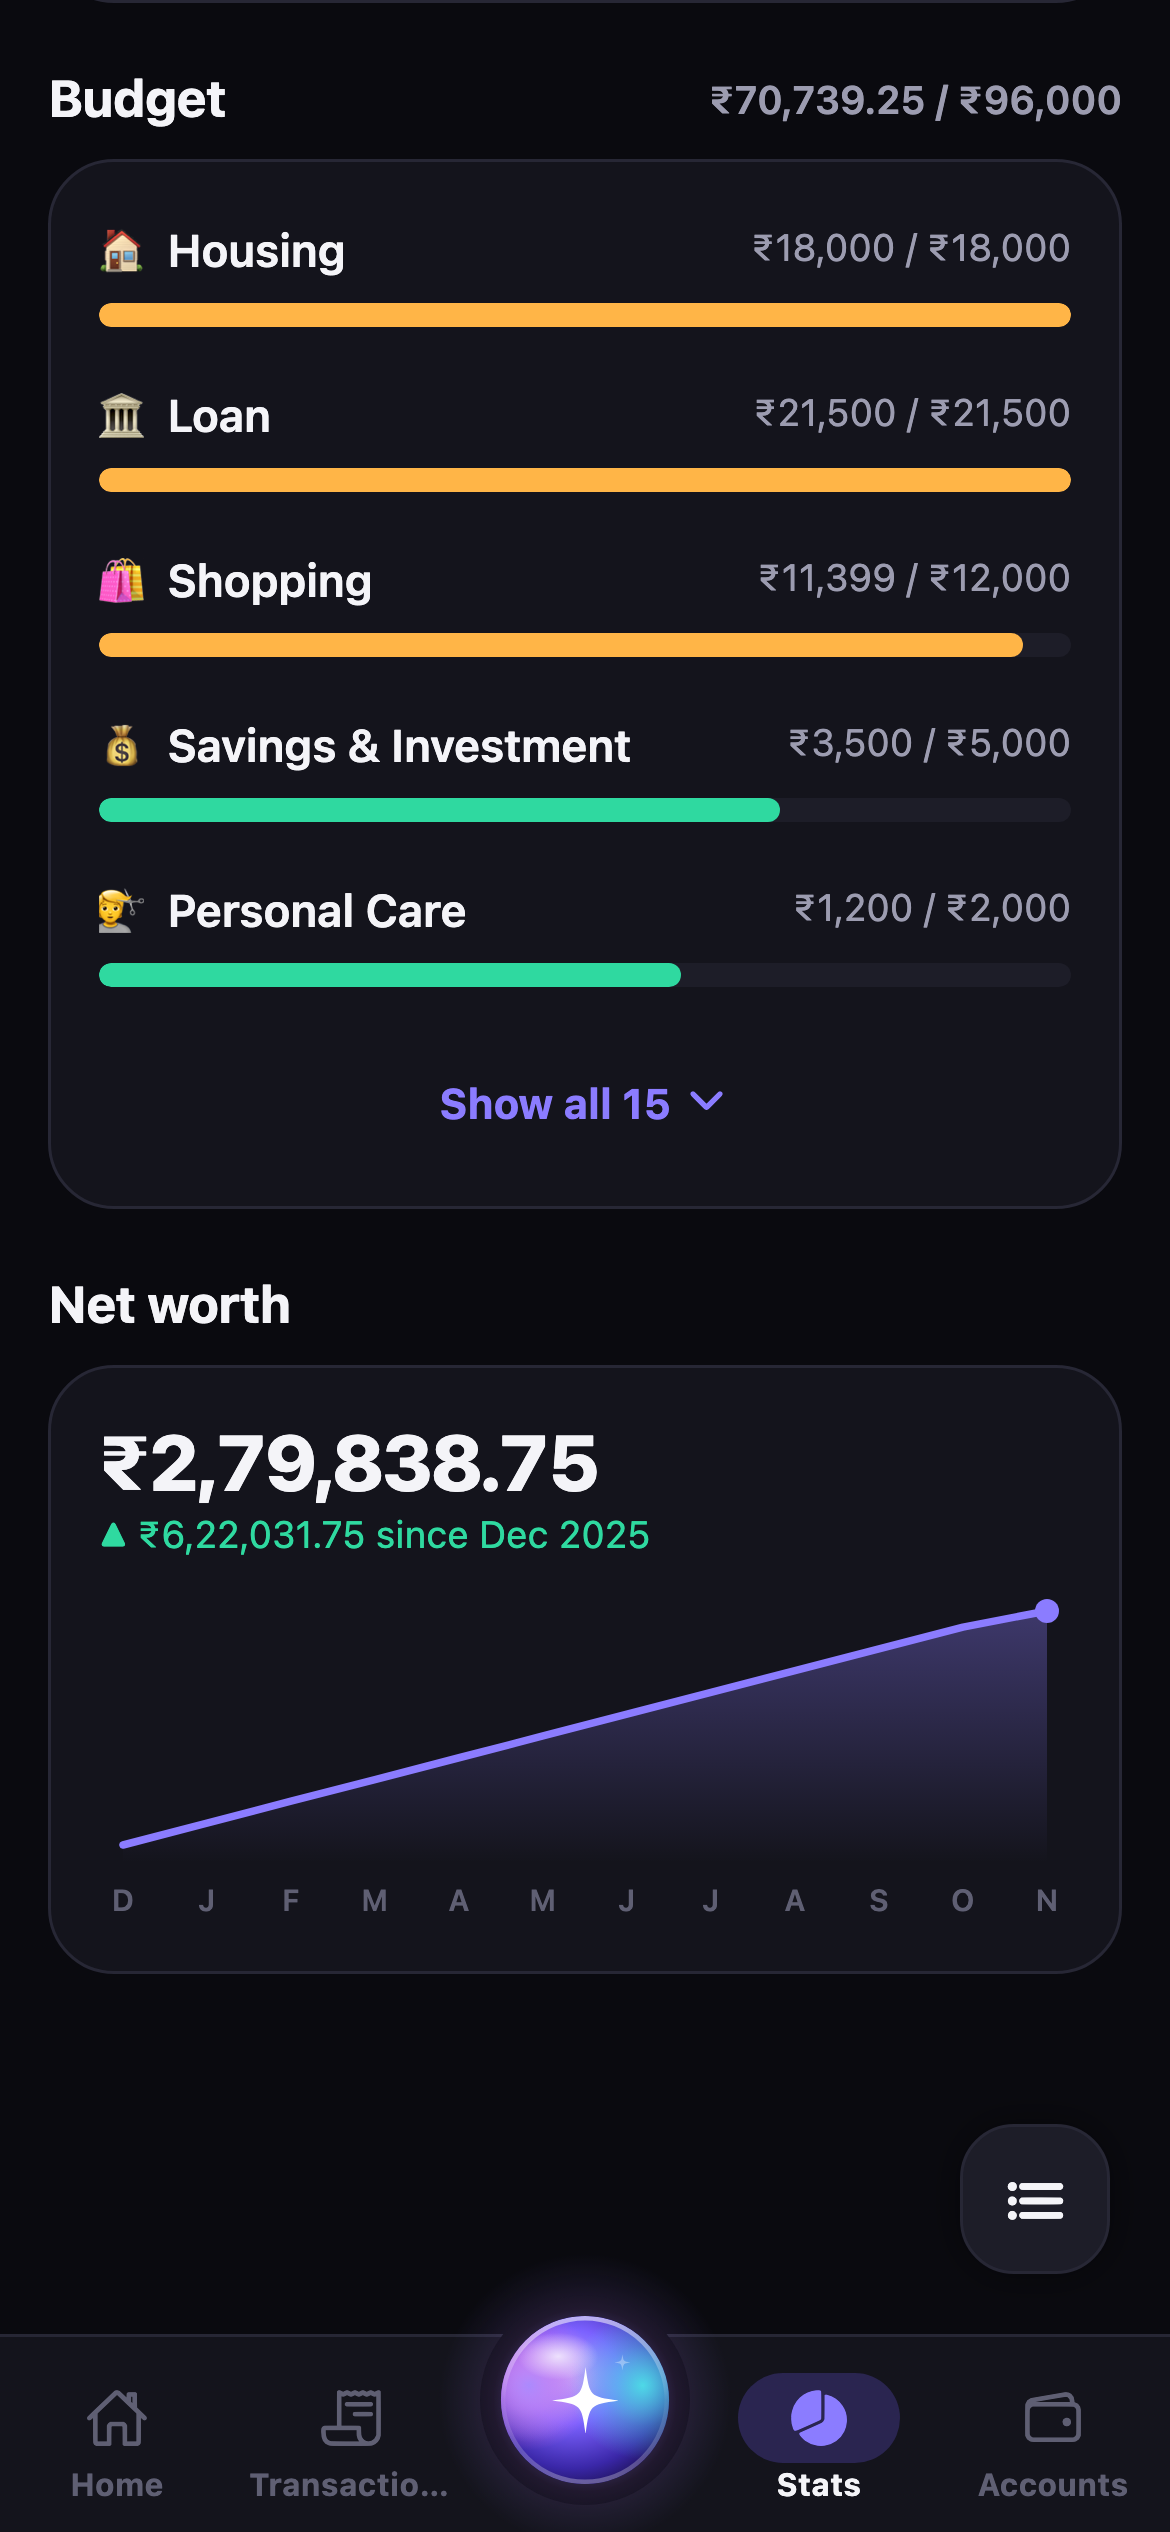 Budget
₹70,739.25 / ₹96,000
Housing
₹18,000 / ₹18,000
Loan
₹21,500 / ₹21,500
Shopping
₹11,399 / ₹12,000
Savings & Investment
₹3,500 / ₹5,000
Personal Care
₹1,200 / ₹2,000
Show all 15
Net worth
₹2,79,838.75
▲ ₹6,22,031.75 since Dec 2025
D J F M A M J J A S O N
Home
Transactio...
Stats
Accounts